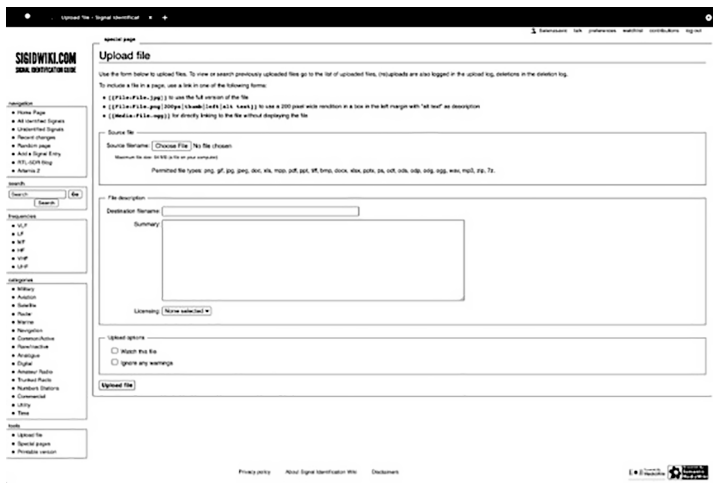 Upload file - Signal Identificat × +
talk preferences watchlist contributions log out
special page
SIGIDWIKI.COM
SIGNAL IDENTIFICATION GUIDE
Upload file
Use the form below to upload files. To view or search previously uploaded files go to the list of uploaded files, (re)uploads are also logged in the upload log, deletions in the deletion log.
To include a file in a page, use a link in one of the following forms:
[[File:File.jpg]] to use the full version of the file
[[File:File.png|200px|thumb|left|alt text]] to use a 200 pixel wide rendition in a box in the left margin with "alt text" as description
[[Media:File.ogg]] for directly linking to the file without displaying the file
Source file
Source filename: Choose File No file chosen
Maximum file size: 64 MB (a file on your computer)
Permitted file types: png, gif, jpg, jpeg, doc, xls, mpp, pdf, ppt, tiff, bmp, docx, xlsx, pptx, ps, odt, ods, odp, odg, ogg, wav, mp3, zip, 7z.
File description
Destination filename:
Summary:
Licensing: None selected
Upload options
Watch this file
Ignore any warnings
Upload file
navigation
Home Page
All Identified Signals
Unidentified Signals
Recent changes
Random page
Add a Signal Entry
RTL-SDR Blog
Artemis 2
search
Search Go
Search
frequencies
VLF
LF
MF
HF
VHF
UHF
categories
Military
Aviation
Satellite
Radar
Marine
Navigation
Common/Active
Rare/Inactive
Analogue
Digital
Amateur Radio
Trunked Radio
Numbers Stations
Commercial
Utility
Time
tools
Upload file
Special pages
Printable version
Privacy policy About Signal Identification Wiki Disclaimers